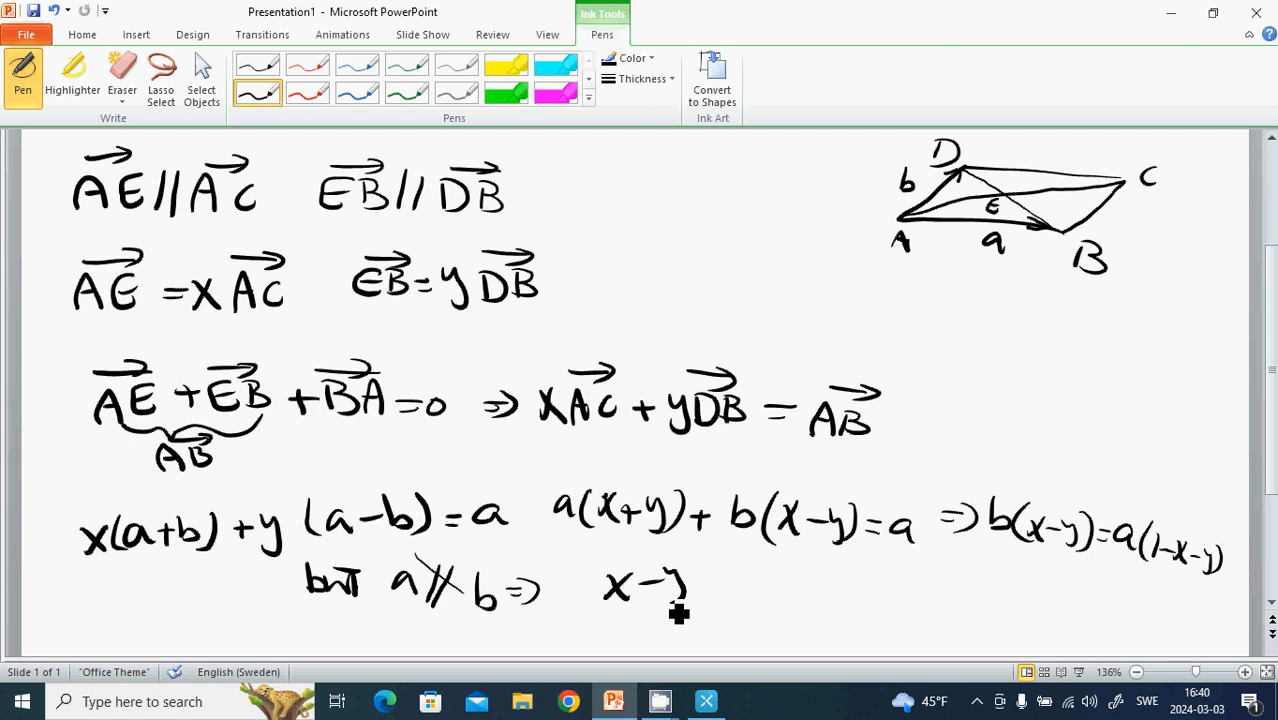 Presentation1 - Microsoft PowerPoint
Ink Tools
File Home Insert Design Transitions Animations Slide Show Review View Pens
Pen Highlighter Eraser Lasso Select Select Objects
Color
Thickness
Convert to Shapes
Write Pens Ink Art
AE // AC EB // DB
AE = x AC EB = y DB
AE + EB + BA = 0 ⇒ x AC + y DB = AB
AB
x(a+b) + y(a-b) = a a(x+y) + b(x-y) = a ⇒ b(x-y) = a(1-x-y)
but a ∦ b ⇒ x - y
D
b
C
E
A
a
B
Slide 1 of 1 "Office Theme" English (Sweden) 136%
Type here to search 45°F SWE 16:40
2024-03-03
1